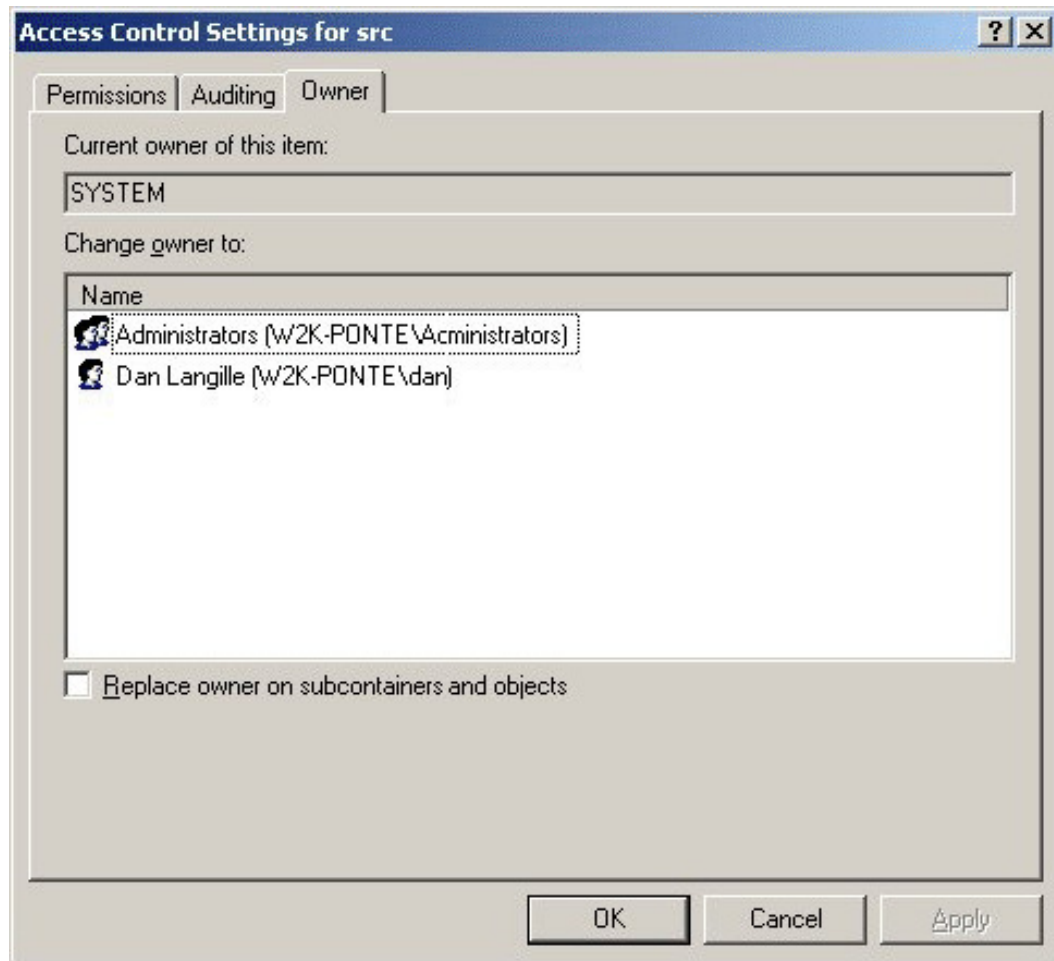 Access Control Settings for src
Permissions Auditing Owner
Current owner of this item:
SYSTEM
Change owner to:
Name
Administrators (W2K-PONTE\Acministrators)
Dan Langille (W2K-PONTE\dan)
Replace owner on subcontainers and objects
OK Cancel Apply